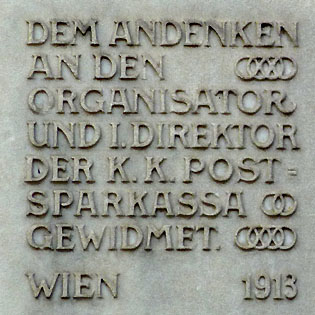 DEM ANDENKEN
AN DEN
ORGANISATOR
UND I. DIREKTOR
DER K. K. POST-
SPARKASSA
GEWIDMET.
WIEN 1913